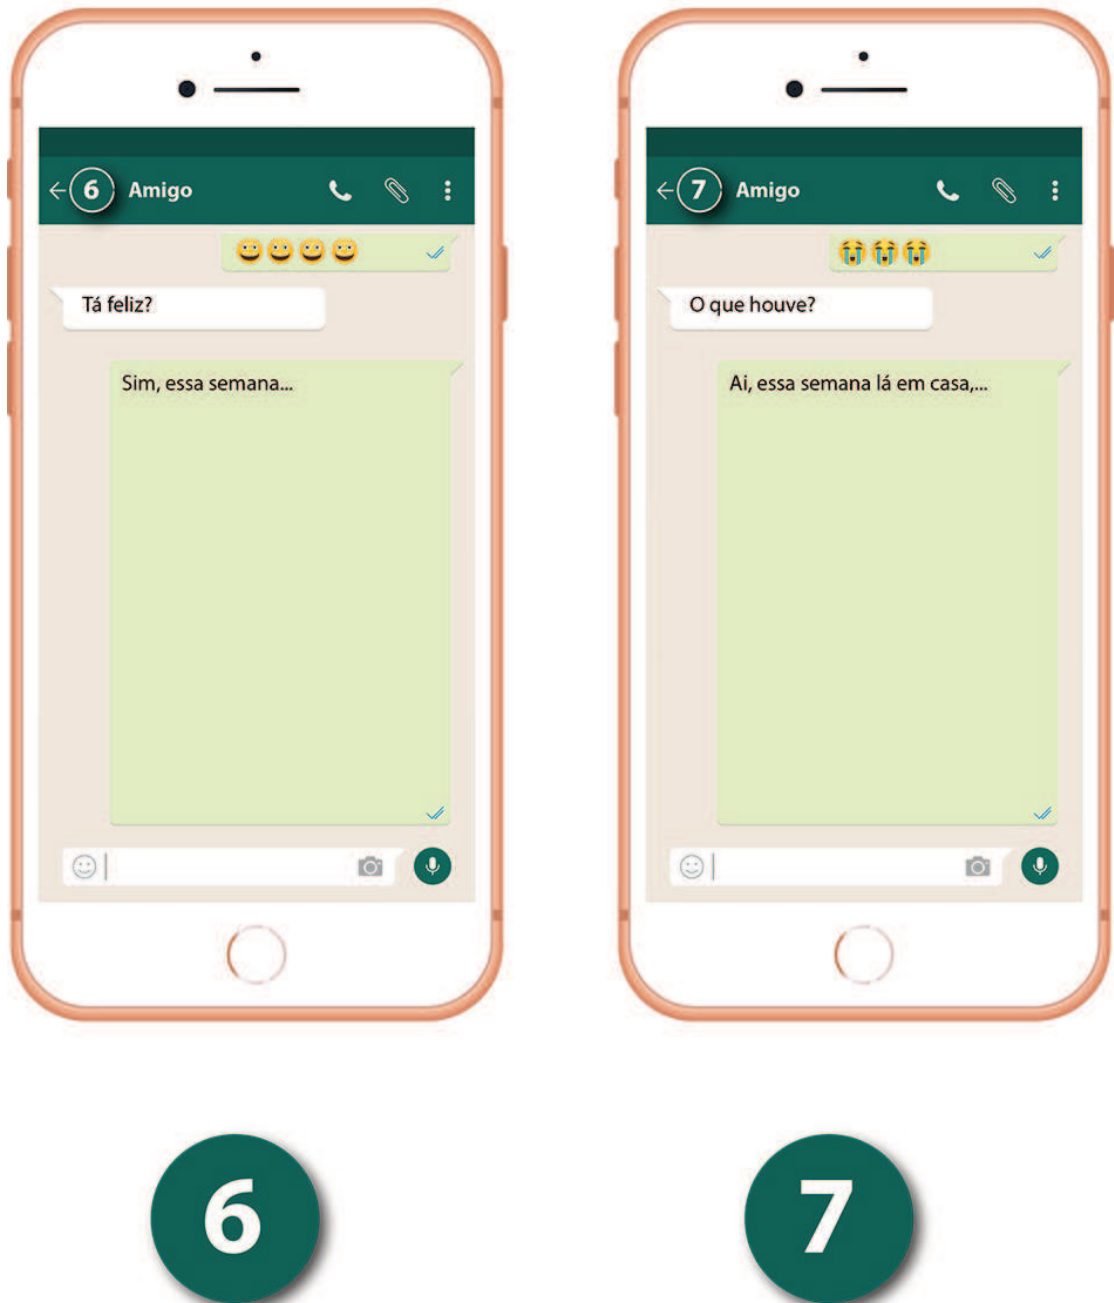 6 Amigo
😀😀😀😀
Tá feliz?
Sim, essa semana...
7 Amigo
😭😭😭
O que houve?
Ai, essa semana lá em casa,...
6
7